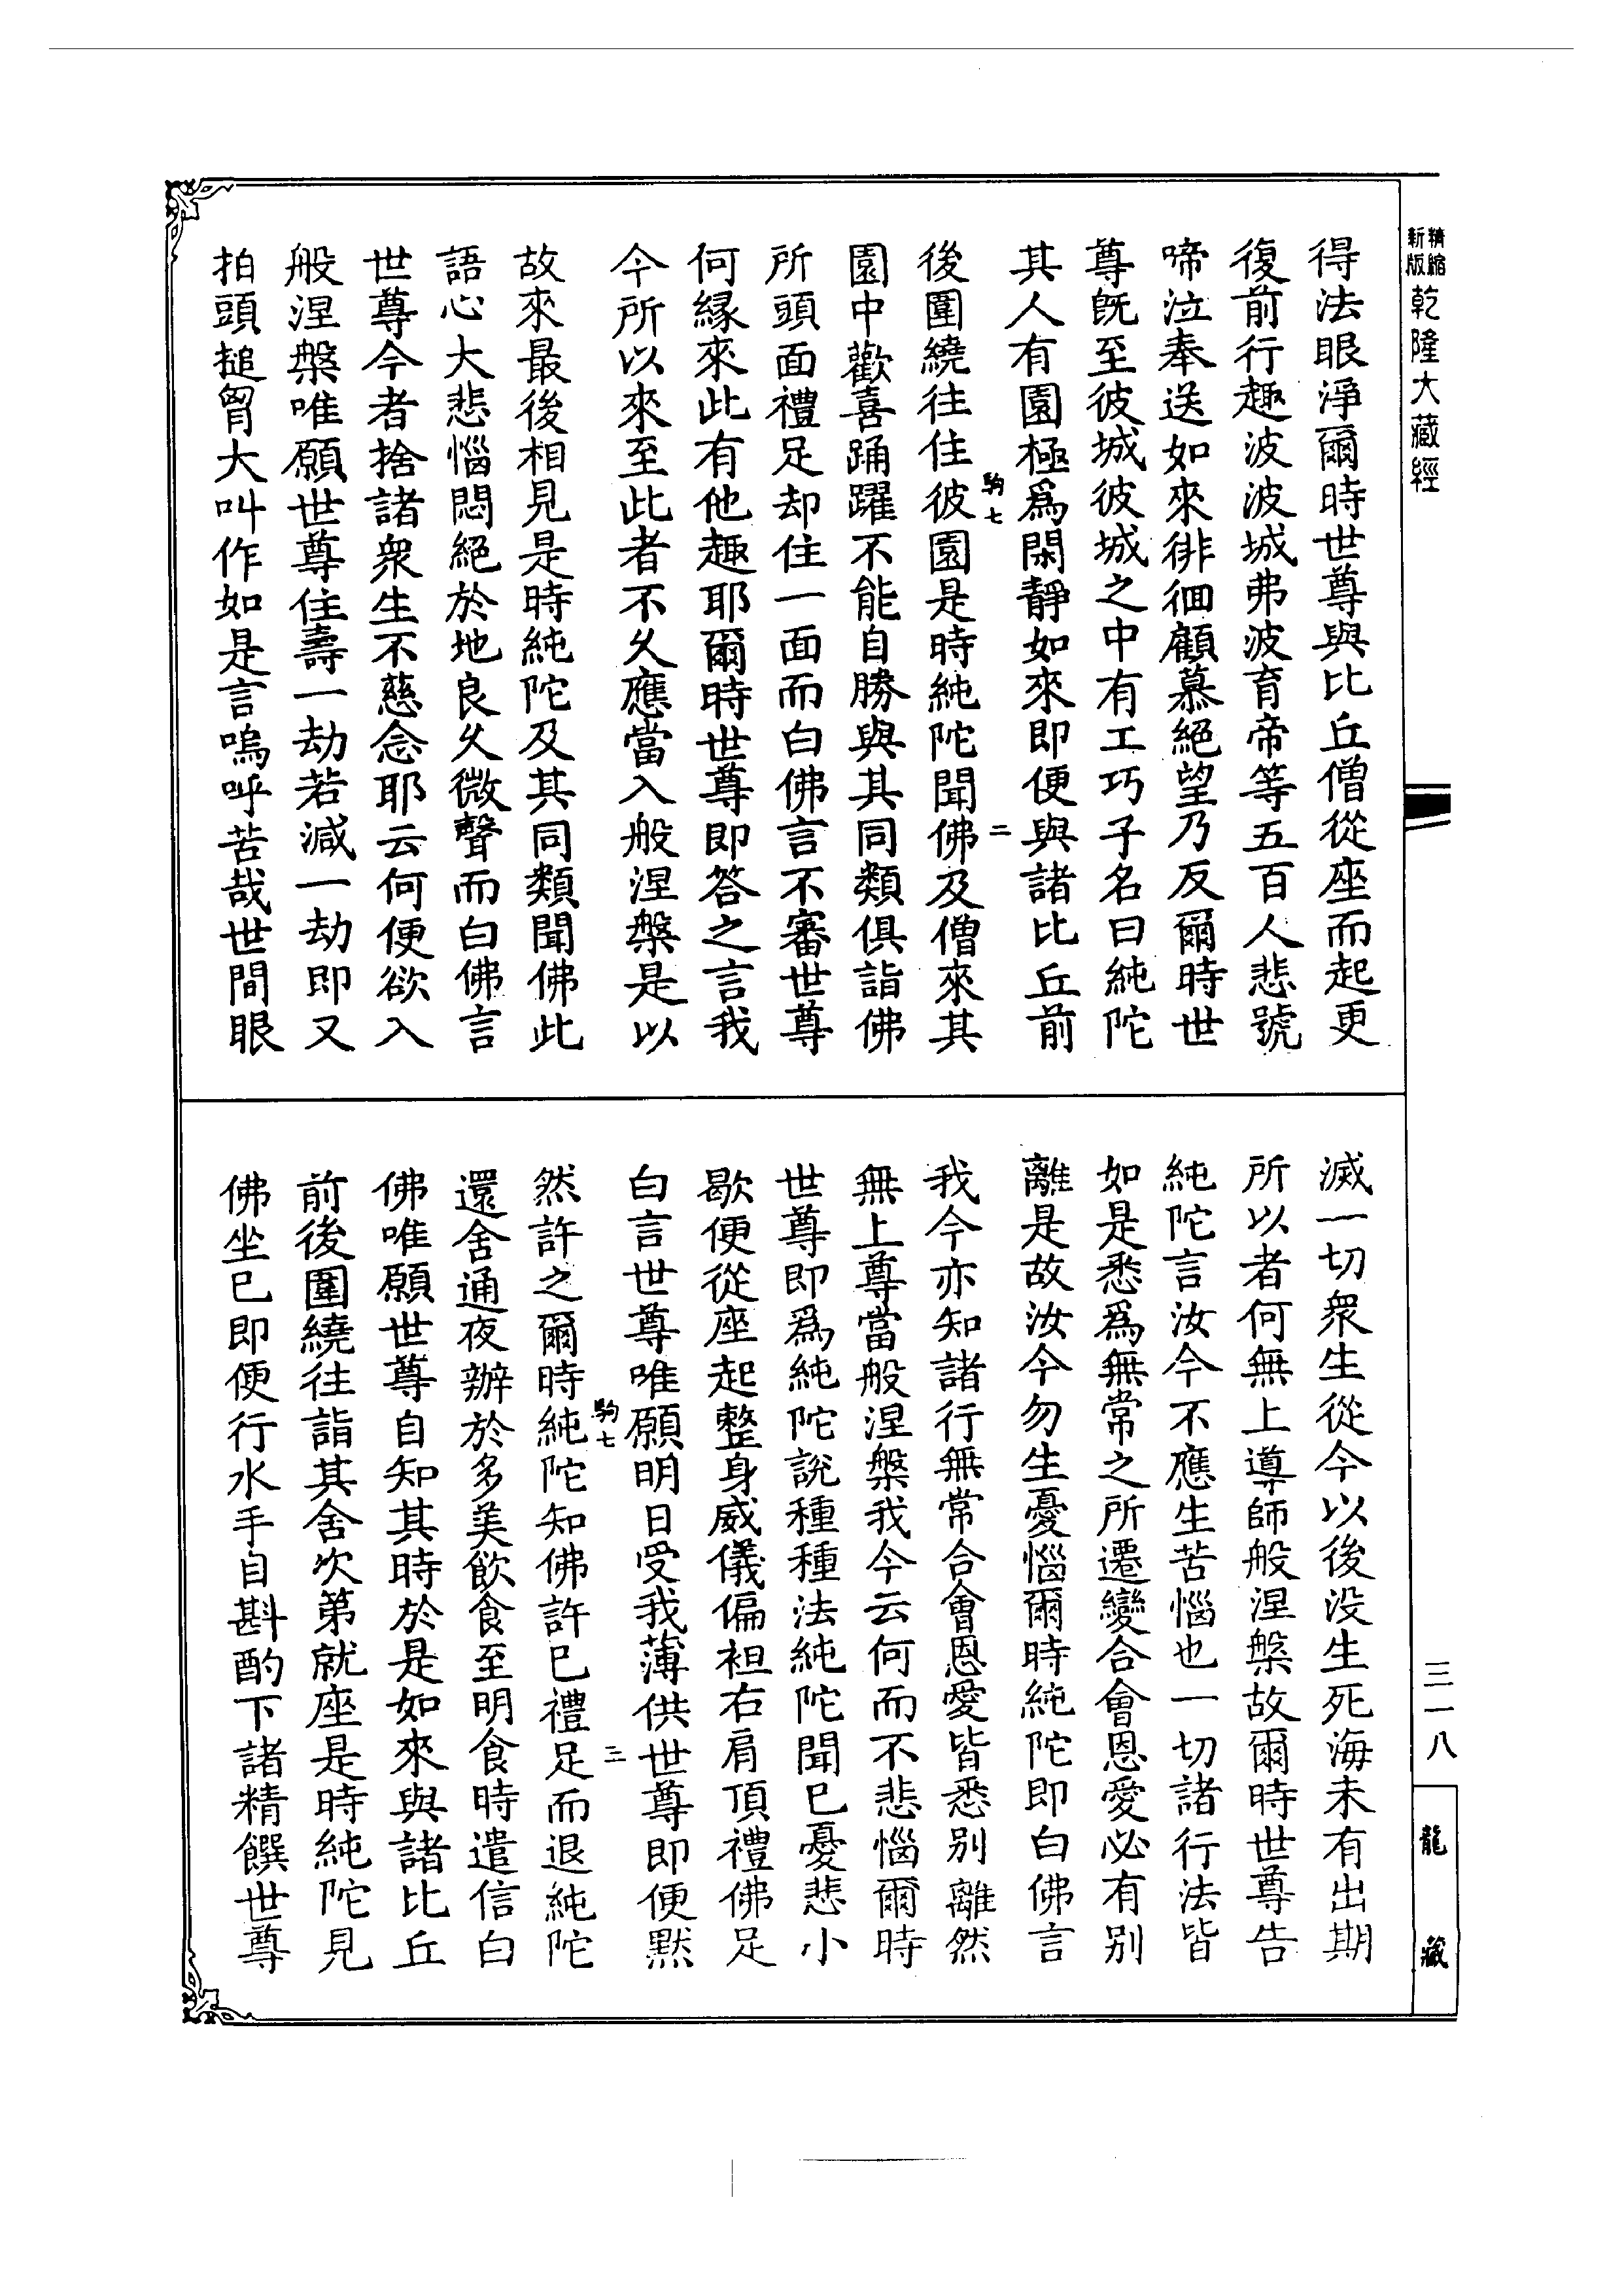 精縮
新版
乾隆大藏經
得法眼淨爾時世尊與比丘僧從座而起更
復前行趣波波城弗波育帝等五百人悲號
啼泣奉送如來徘徊顧慕絕望乃反爾時世
尊旣至彼城彼城之中有工巧子名曰純陀
其人有園極爲閑靜如來即便與諸比丘前
駒七
二
後圍繞往住彼園是時純陀聞佛及僧來其
園中歡喜踊躍不能自勝與其同類俱詣佛
所頭面禮足却住一面而白佛言不審世尊
何緣來此有他趣耶爾時世尊即答之言我
今所以來至此者不久應當入般涅槃是以
故來最後相見是時純陀及其同類聞佛此
語心大悲惱悶絕於地良久微聲而白佛言
世尊今者捨諸衆生不慈念耶云何便欲入
般涅槃唯願世尊住壽一劫若減一劫即又
拍頭搥胷大叫作如是言嗚呼苦哉世間眼
滅一切衆生從今以後没生死海未有出期
所以者何無上導師般涅槃故爾時世尊告
純陀言汝今不應生苦惱也一切諸行法皆
如是悉爲無常之所遷變合會恩愛必有别
離是故汝今勿生憂惱爾時純陀即白佛言
我今亦知諸行無常合會恩愛皆悉别離然
無上尊當般涅槃我今云何而不悲惱爾時
世尊即爲純陀説種種法純陀聞已憂悲小
歇便從座起整身威儀偏袒右肩頂禮佛足
白言世尊唯願明日受我薄供世尊即便默
駒七
三
然許之爾時純陀知佛許已禮足而退純陀
還舍通夜辦於多美飲食至明食時遣信白
佛唯願世尊自知其時於是如來與諸比丘
前後圍繞往詣其舍次第就座是時純陀見
佛坐已即便行水手自斟酌下諸精饌世尊
三一八
龍藏